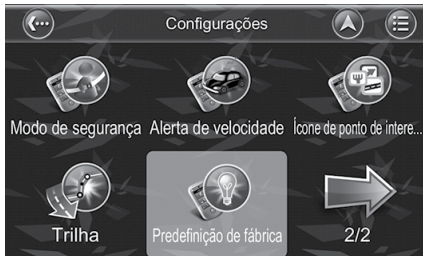 Configurações
Modo de segurança Alerta de velocidade Ícone de ponto de intere...
Trilha Predefinição de fábrica 2/2